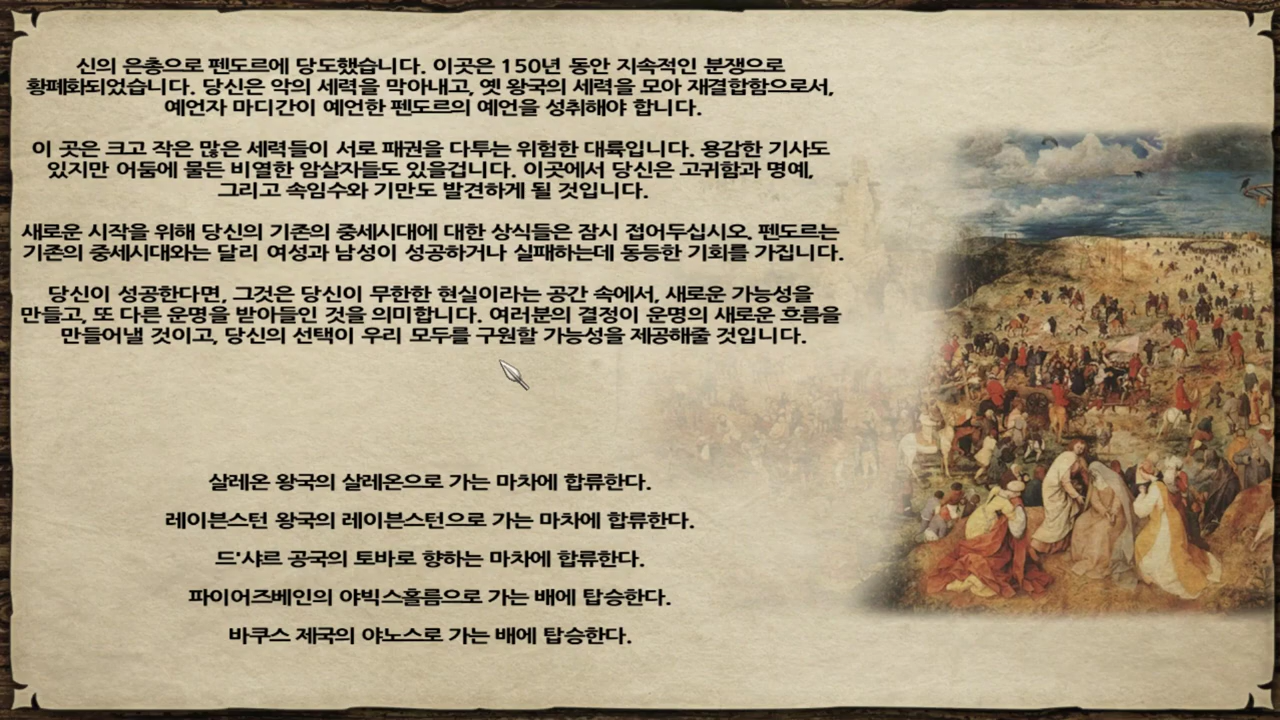 신의 은총으로 펜도르에 당도했습니다. 이곳은 150년 동안 지속적인 분쟁으로
황폐화되었습니다. 당신은 악의 세력을 막아내고, 옛 왕국의 세력을 모아 재결합함으로서,
예언자 마디간이 예언한 펜도르의 예언을 성취해야 합니다.
이 곳은 크고 작은 많은 세력들이 서로 패권을 다투는 위험한 대륙입니다. 용감한 기사도
있지만 어둠에 물든 비열한 암살자들도 있을겁니다. 이곳에서 당신은 고귀함과 명예,
그리고 속임수와 기만도 발견하게 될 것입니다.
새로운 시작을 위해 당신의 기존의 중세시대에 대한 상식들은 잠시 접어두십시오. 펜도르는
기존의 중세시대와는 달리 여성과 남성이 성공하거나 실패하는데 동등한 기회를 가집니다.
당신이 성공한다면, 그것은 당신이 무한한 현실이라는 공간 속에서, 새로운 가능성을
만들고, 또 다른 운명을 받아들인 것을 의미합니다. 여러분의 결정이 운명의 새로운 흐름을
만들어낼 것이고, 당신의 선택이 우리 모두를 구원할 가능성을 제공해줄 것입니다.
살레온 왕국의 살레온으로 가는 마차에 합류한다.
레이븐스턴 왕국의 레이븐스턴으로 가는 마차에 합류한다.
드'샤르 공국의 토바로 향하는 마차에 합류한다.
파이어즈베인의 야빅스홀름으로 가는 배에 탑승한다.
바쿠스 제국의 야노스로 가는 배에 탑승한다.